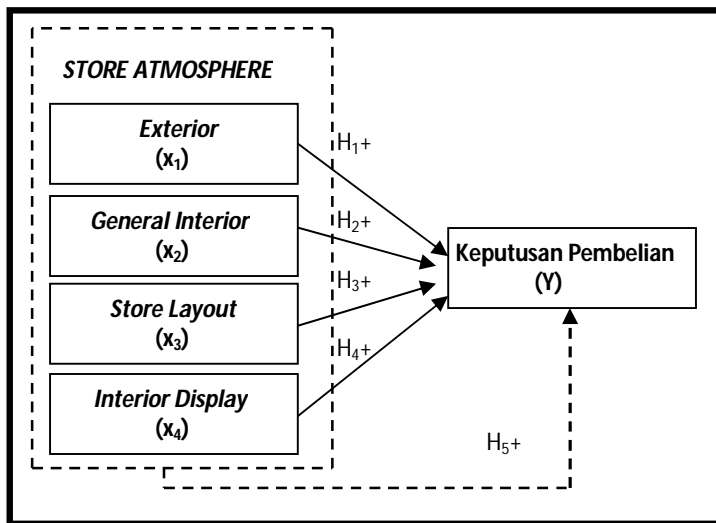 STORE ATMOSPHERE
Exterior
(x₁)
H₁+
General Interior
(x₂)
H₂+
Store Layout
(x₃)
H₃+
Interior Display
(x₄)
H₄+
Keputusan Pembelian
(Y)
H₅+